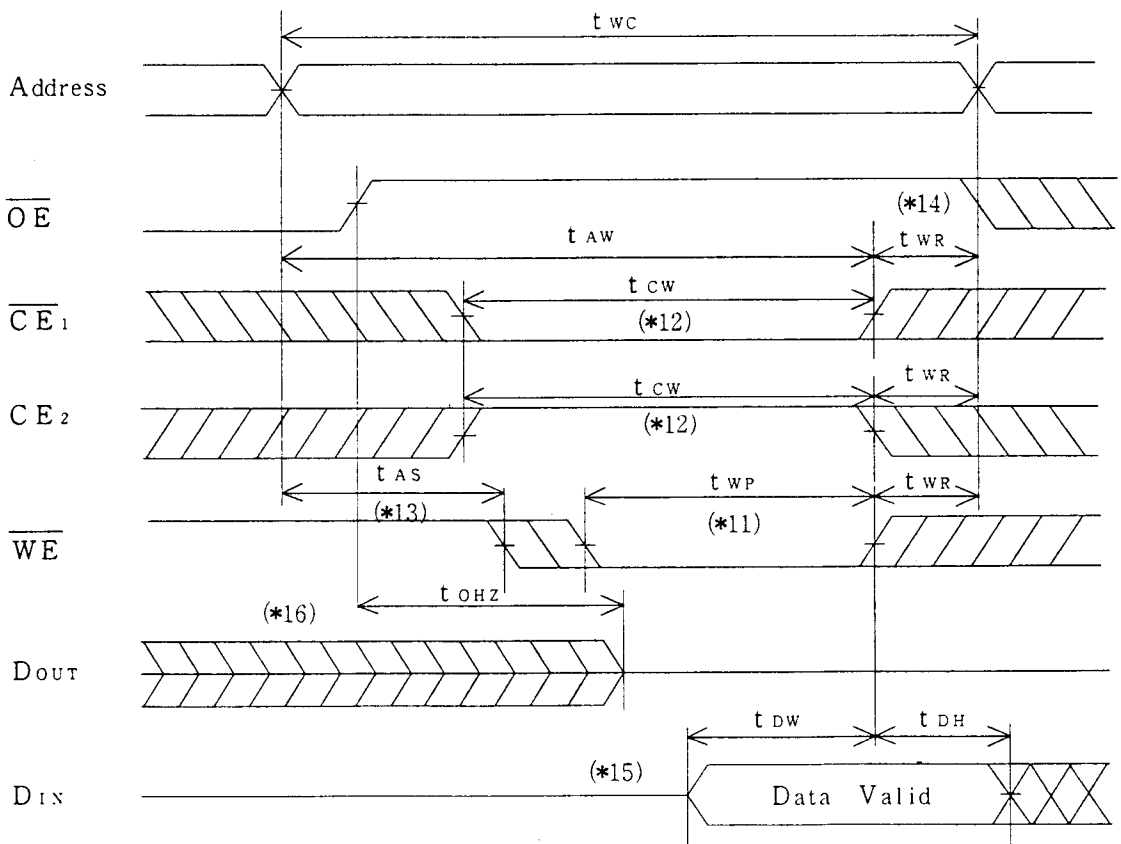 t WC
Address
OE
(*14)
t AW
t WR
t CW
CE1
(*12)
t CW
t WR
CE2
(*12)
t AS
t WP
t WR
(*13)
(*11)
WE
t OHZ
(*16)
DOUT
t DW
t DH
(*15)
DIN
Data Valid